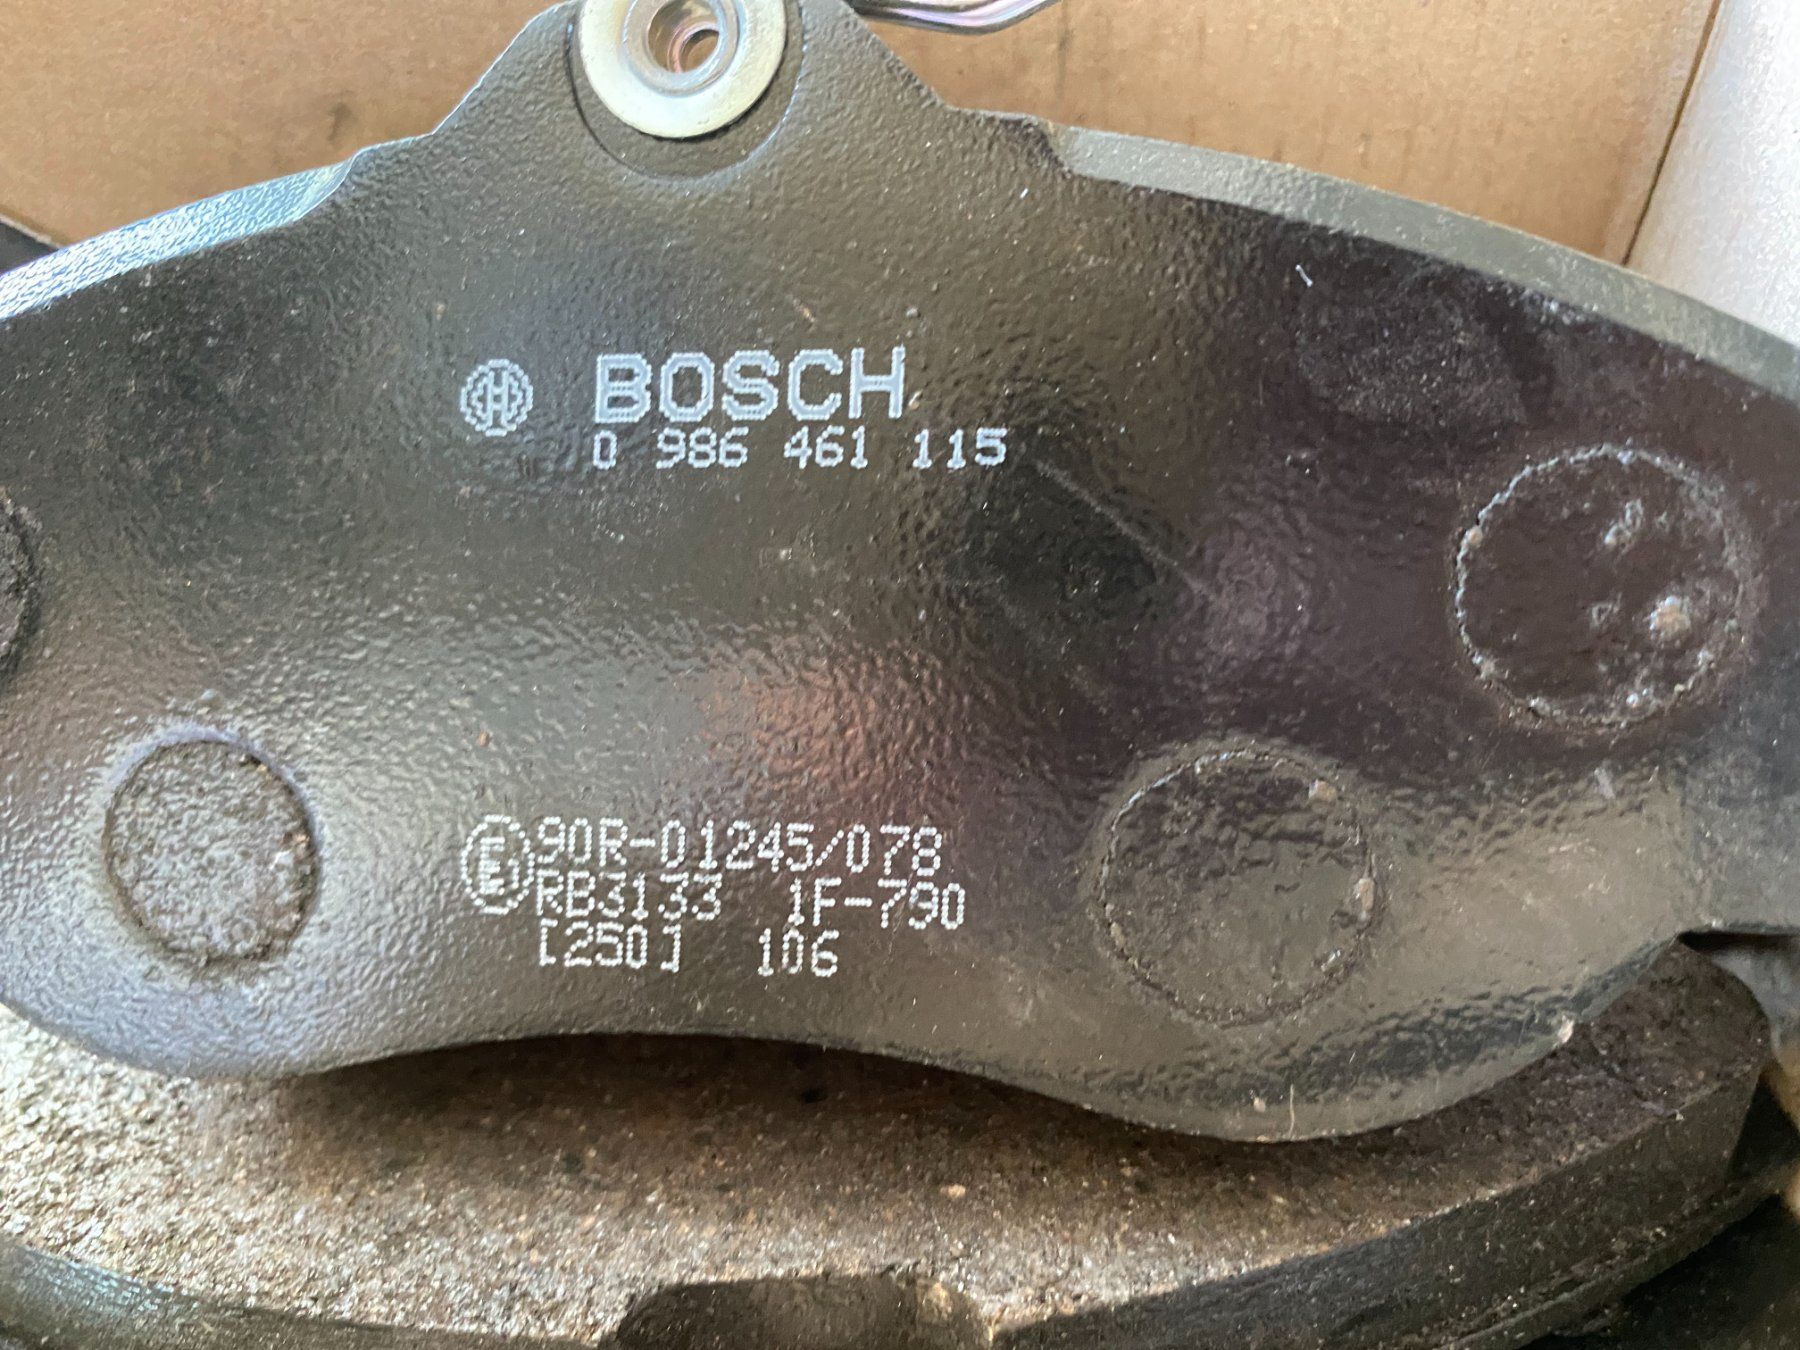 BOSCH
0 986 461 115
90R-01245/078
RB3133 1F-790
[250] 106